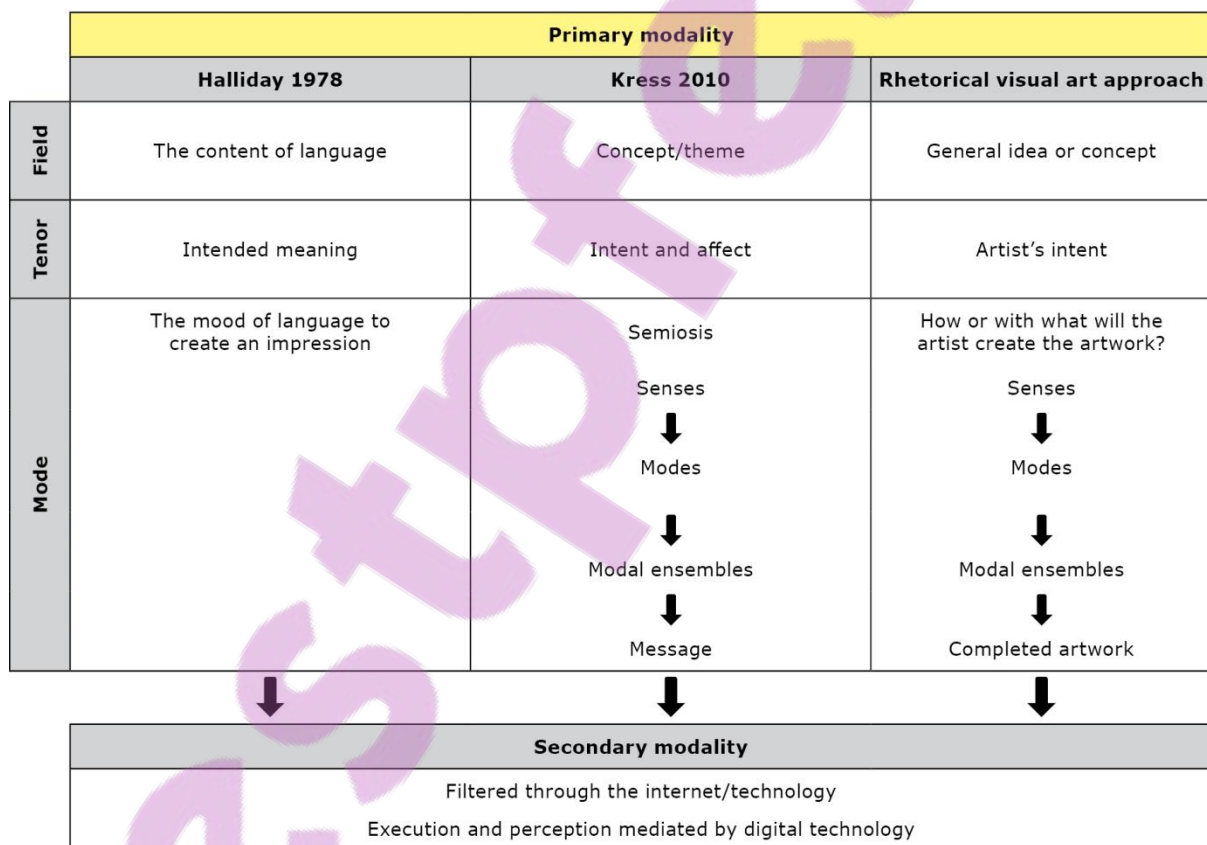 Primary modality
Halliday 1978
Kress 2010
Rhetorical visual art approach
Field
The content of language
Concept/theme
General idea or concept
Tenor
Intended meaning
Intent and affect
Artist's intent
Mode
The mood of language to
create an impression
Semiosis
Senses
Modes
Modal ensembles
Message
How or with what will the
artist create the artwork?
Senses
Modes
Modal ensembles
Completed artwork
Secondary modality
Filtered through the internet/technology
Execution and perception mediated by digital technology